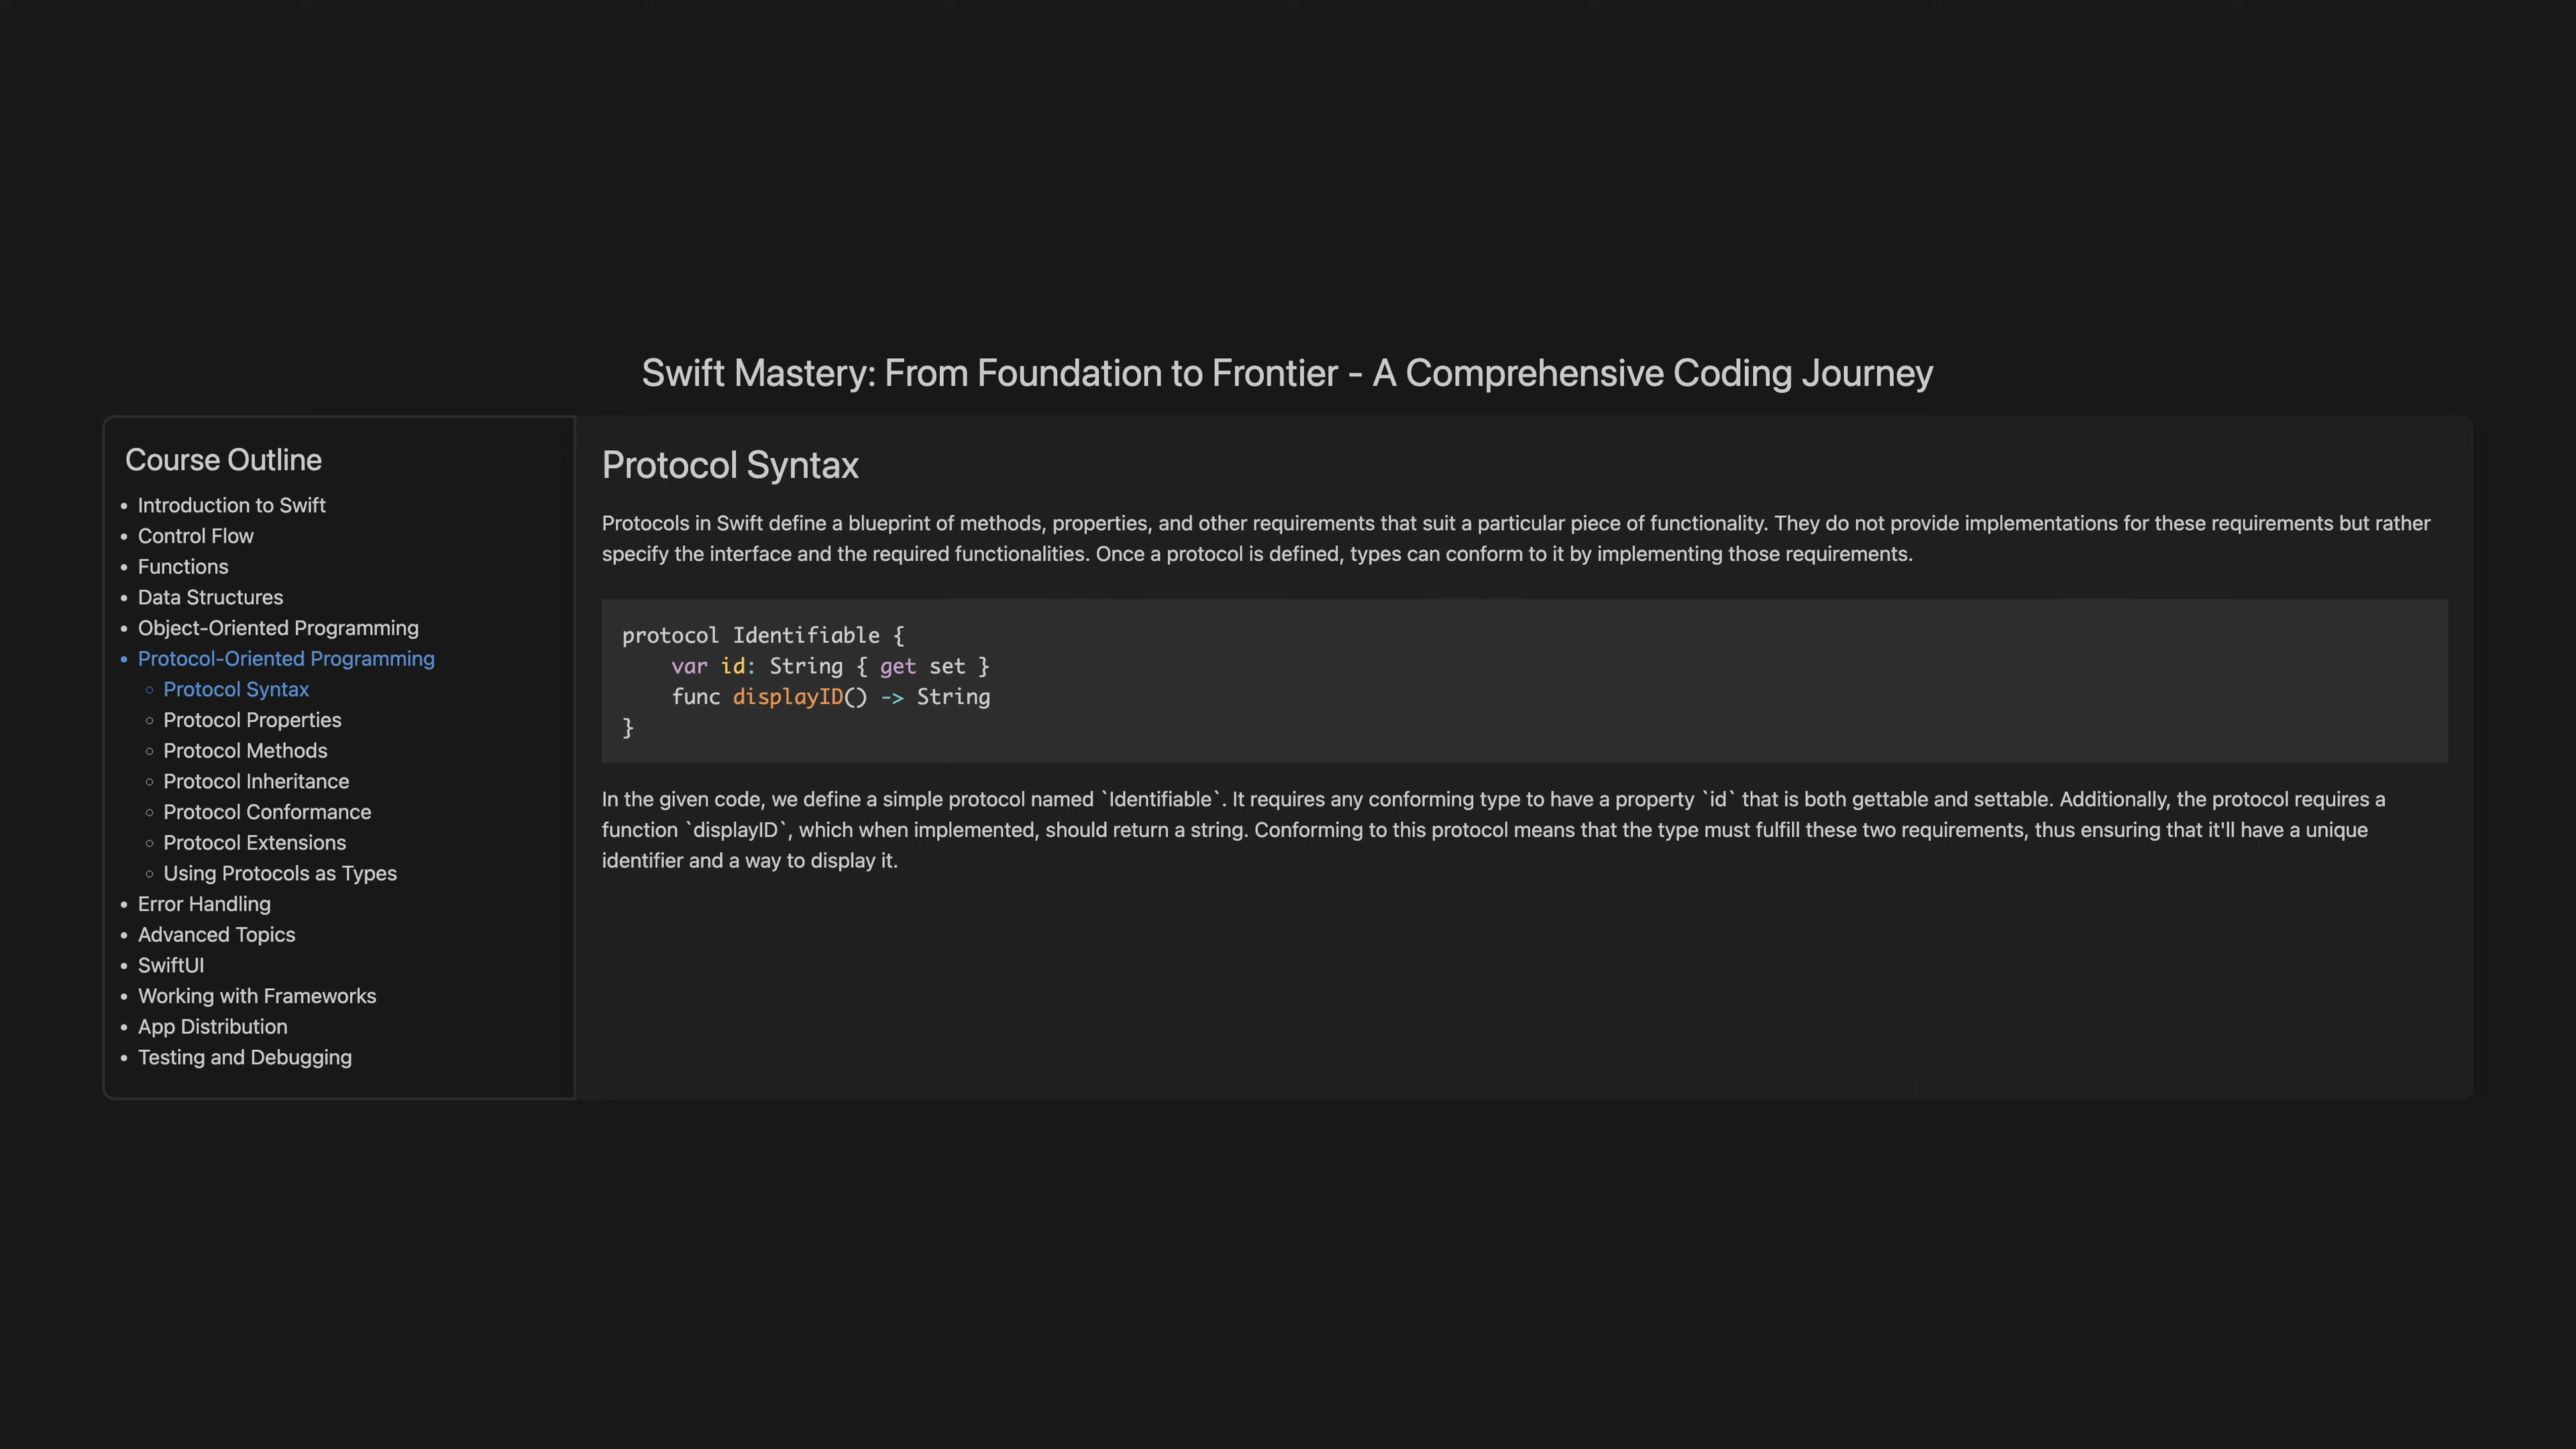 Swift Mastery: From Foundation to Frontier - A Comprehensive Coding Journey
Course Outline
Introduction to Swift
Control Flow
Functions
Data Structures
Object-Oriented Programming
Protocol-Oriented Programming
Protocol Syntax
Protocol Properties
Protocol Methods
Protocol Inheritance
Protocol Conformance
Protocol Extensions
Using Protocols as Types
Error Handling
Advanced Topics
SwiftUI
Working with Frameworks
App Distribution
Testing and Debugging
Protocol Syntax
Protocols in Swift define a blueprint of methods, properties, and other requirements that suit a particular piece of functionality. They do not provide implementations for these requirements but rather
specify the interface and the required functionalities. Once a protocol is defined, types can conform to it by implementing those requirements.
protocol Identifiable {
    var id: String { get set }
    func displayID() -> String
}
In the given code, we define a simple protocol named `Identifiable`. It requires any conforming type to have a property `id` that is both gettable and settable. Additionally, the protocol requires a
function `displayID`, which when implemented, should return a string. Conforming to this protocol means that the type must fulfill these two requirements, thus ensuring that it'll have a unique
identifier and a way to display it.